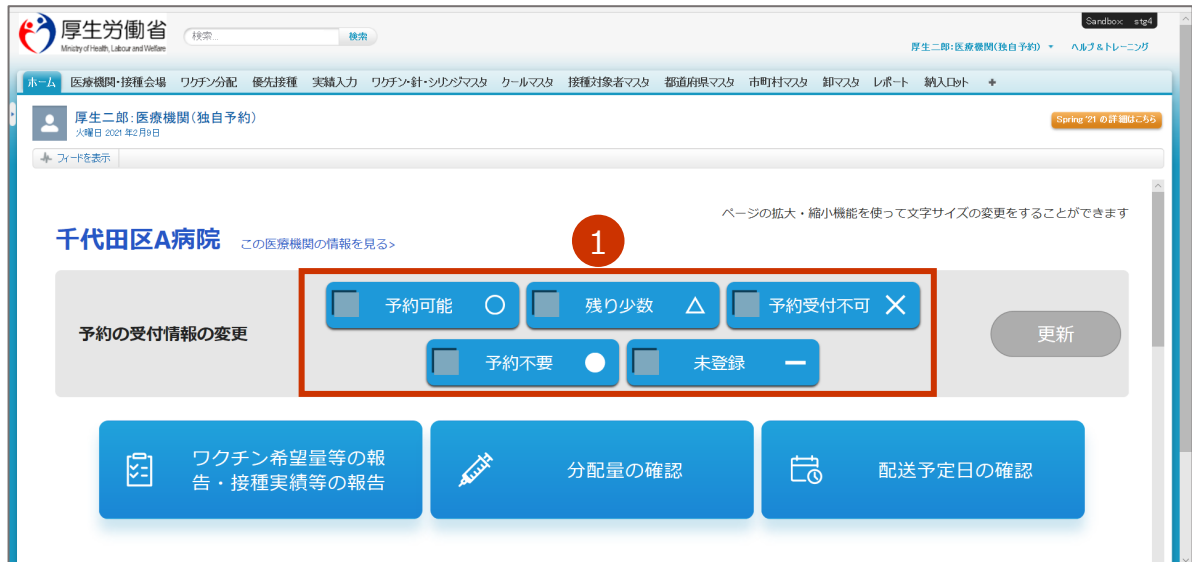 Sandbox: stg4
厚生労働省
Ministry of Health, Labour and Welfare
検索...
検索
厚生二郎:医療機関(独自予約)
ヘルプ&トレーニング
ホーム 医療機関・接種会場 ワクチン分配 優先接種 実績入力 ワクチン・針・シリンジマスタ クールマスタ 接種対象者マスタ 都道府県マスタ 市町村マスタ 卸マスタ レポート 納入ロット +
厚生二郎:医療機関(独自予約)
火曜日 2021年2月9日
Spring '21 の詳細はこちら
フィードを表示
ページの拡大・縮小機能を使って文字サイズの変更をすることができます
千代田区A病院 この医療機関の情報を見る>
1
予約の受付情報の変更
予約可能 ○
残り少数 △
予約受付不可 ×
予約不要 ●
未登録 ー
更新
ワクチン希望量等の報
告・接種実績等の報告
分配量の確認
配送予定日の確認